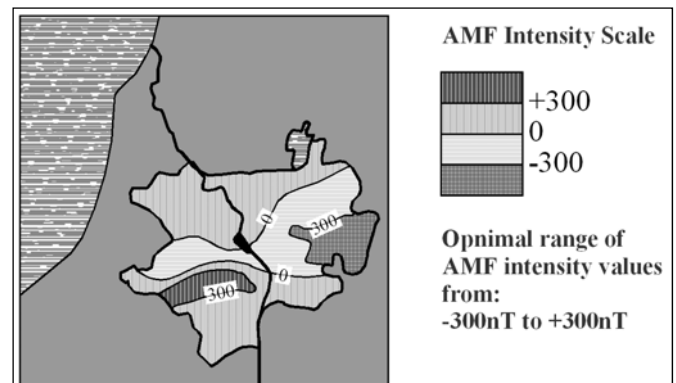 AMF Intensity Scale
+300
0
-300
Opnimal range of
AMF intensity values
from:
-300nT to +300nT
0
300
0
300